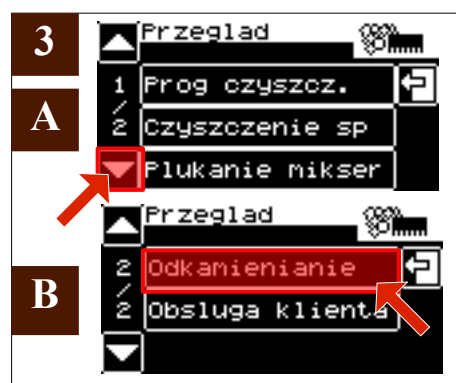 3
Przeglad
1/2
Prog czyszcz.
Czyszczenie sp
Plukanie mikser
A
Przeglad
2/2
Odkamienianie
Obsluga klienta
B